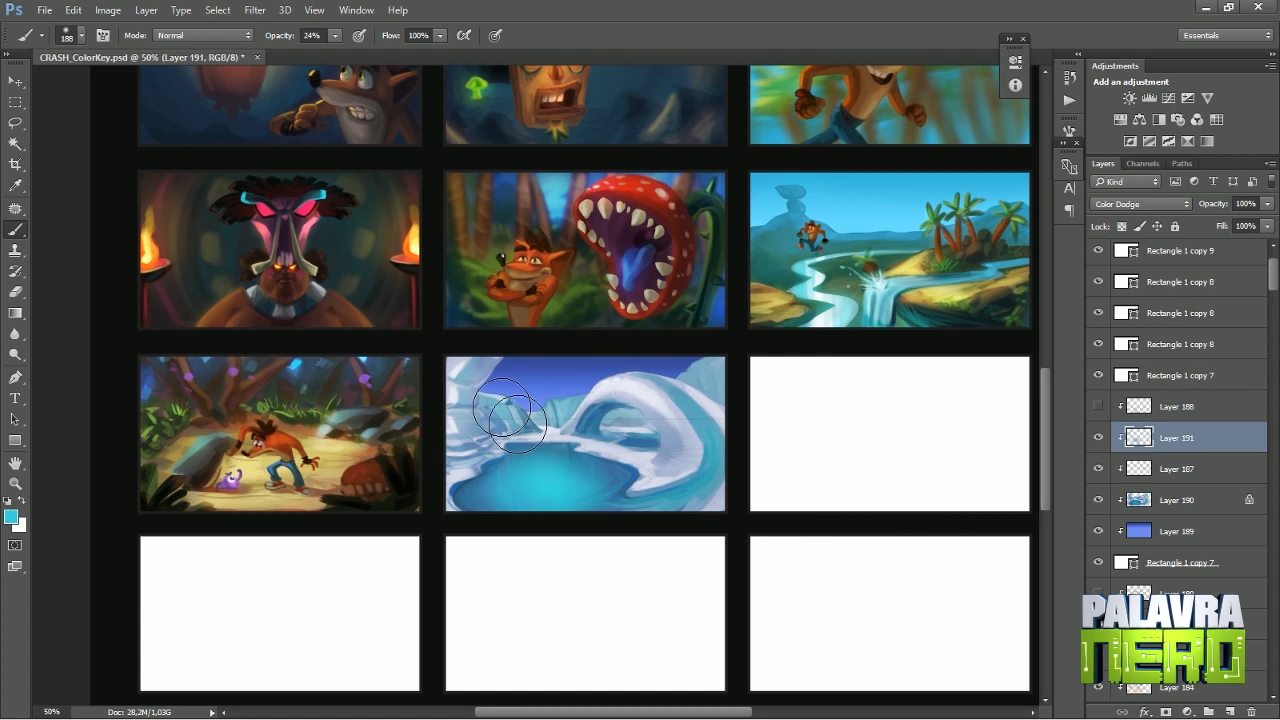 Ps File Edit Image Layer Type Select Filter 3D View Window Help
188 Mode: Normal Opacity: 24% Flow: 100% Essentials
CRASH_ColorKey.psd @ 50% (Layer 191, RGB/8) * ×
Adjustments
Add an adjustment
Layers Channels Paths
Kind
Color Dodge Opacity: 100%
Lock: Fill: 100%
Rectangle 1 copy 9
Rectangle 1 copy 8
Rectangle 1 copy 8
Rectangle 1 copy 8
Rectangle 1 copy 7
Layer 188
Layer 191
Layer 187
Layer 190
Layer 189
Rectangle 1 copy 7
PALAVRA
NERD
Layer 184
50% Doc: 28,2M/1,03G